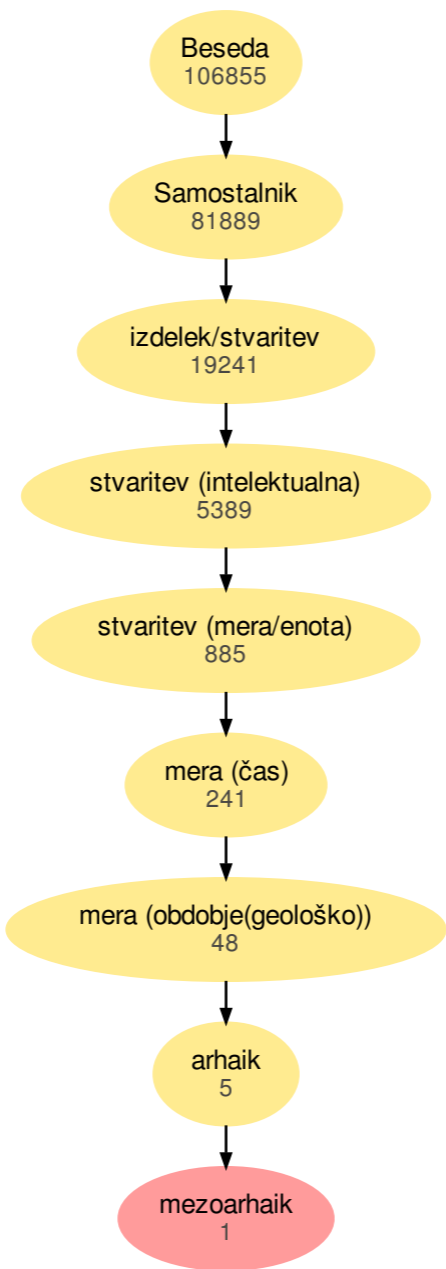 Beseda
106855
Samostalnik
81889
izdelek/stvaritev
19241
stvaritev (intelektualna)
5389
stvaritev (mera/enota)
885
mera (čas)
241
mera (obdobje(geološko))
48
arhaik
5
mezoarhaik
1